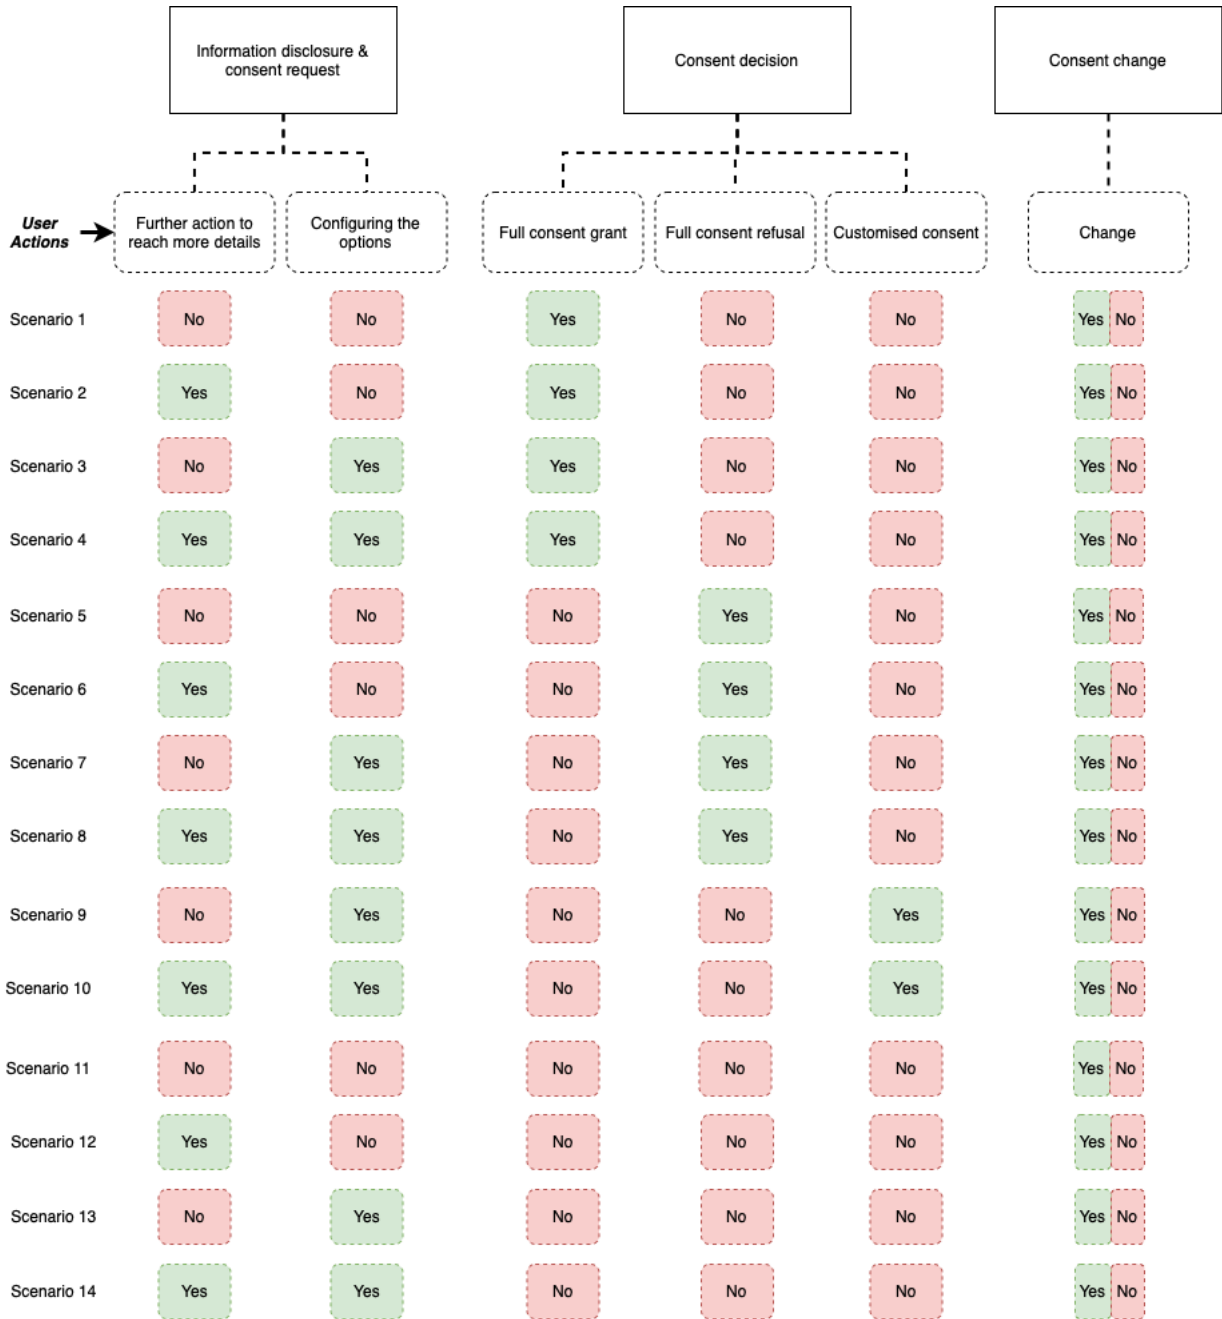 Information disclosure &
consent request
Consent decision
Consent change
User
Actions
Further action to
reach more details
Configuring the
options
Full consent grant
Full consent refusal
Customised consent
Change
Scenario 1 No No Yes No No Yes No
Scenario 2 Yes No Yes No No Yes No
Scenario 3 No Yes Yes No No Yes No
Scenario 4 Yes Yes Yes No No Yes No
Scenario 5 No No No Yes No Yes No
Scenario 6 Yes No No Yes No Yes No
Scenario 7 No Yes No Yes No Yes No
Scenario 8 Yes Yes No Yes No Yes No
Scenario 9 No Yes No No Yes Yes No
Scenario 10 Yes Yes No No Yes Yes No
Scenario 11 No No No No No Yes No
Scenario 12 Yes No No No No Yes No
Scenario 13 No Yes No No No Yes No
Scenario 14 Yes Yes No No No Yes No